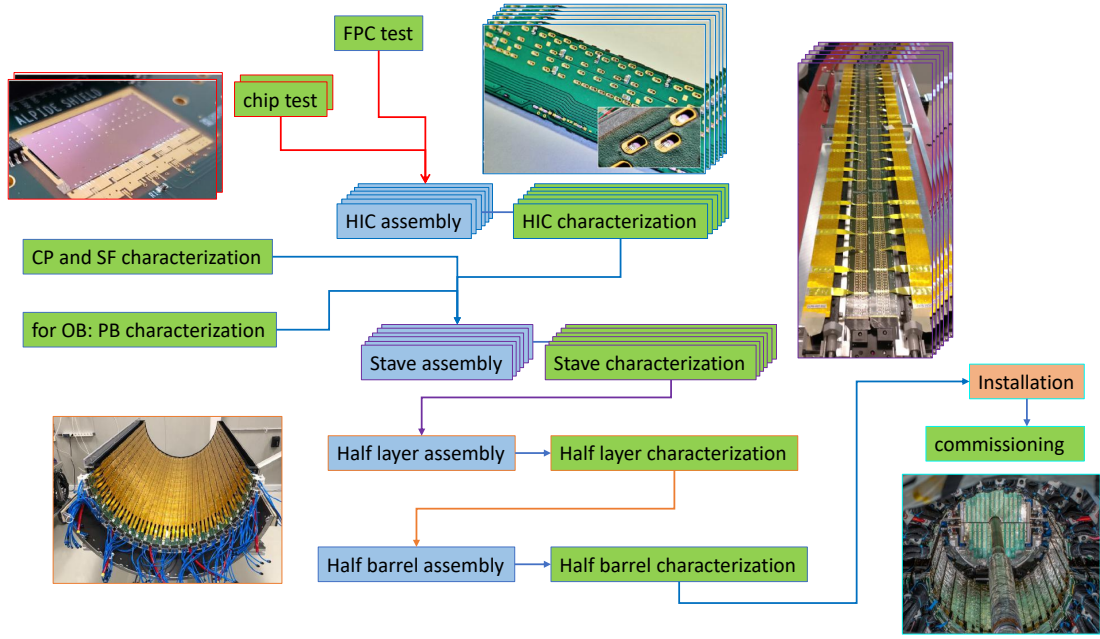 FPC test
chip test
ALPIDE SHIELD
HIC assembly
HIC characterization
CP and SF characterization
for OB: PB characterization
Stave assembly
Stave characterization
Installation
commissioning
Half layer assembly
Half layer characterization
Half barrel assembly
Half barrel characterization